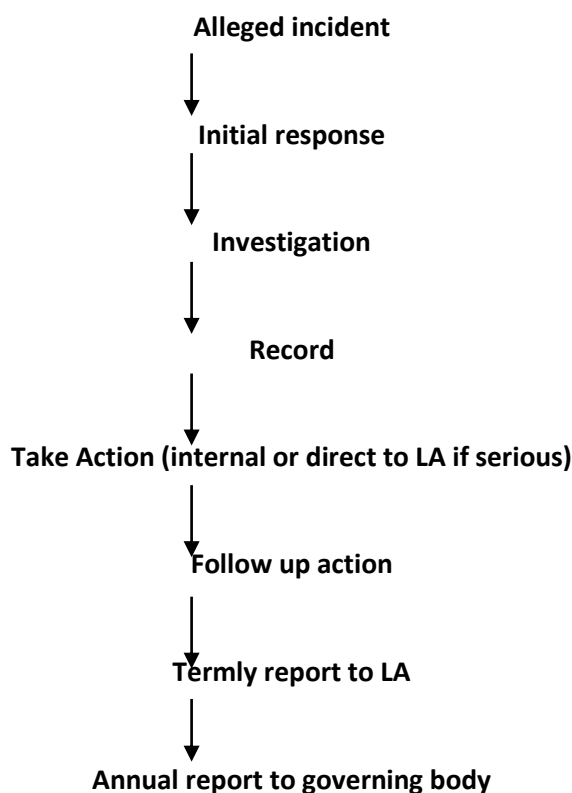 Alleged incident
Initial response
Investigation
Record
Take Action (internal or direct to LA if serious)
Follow up action
Termly report to LA
Annual report to governing body